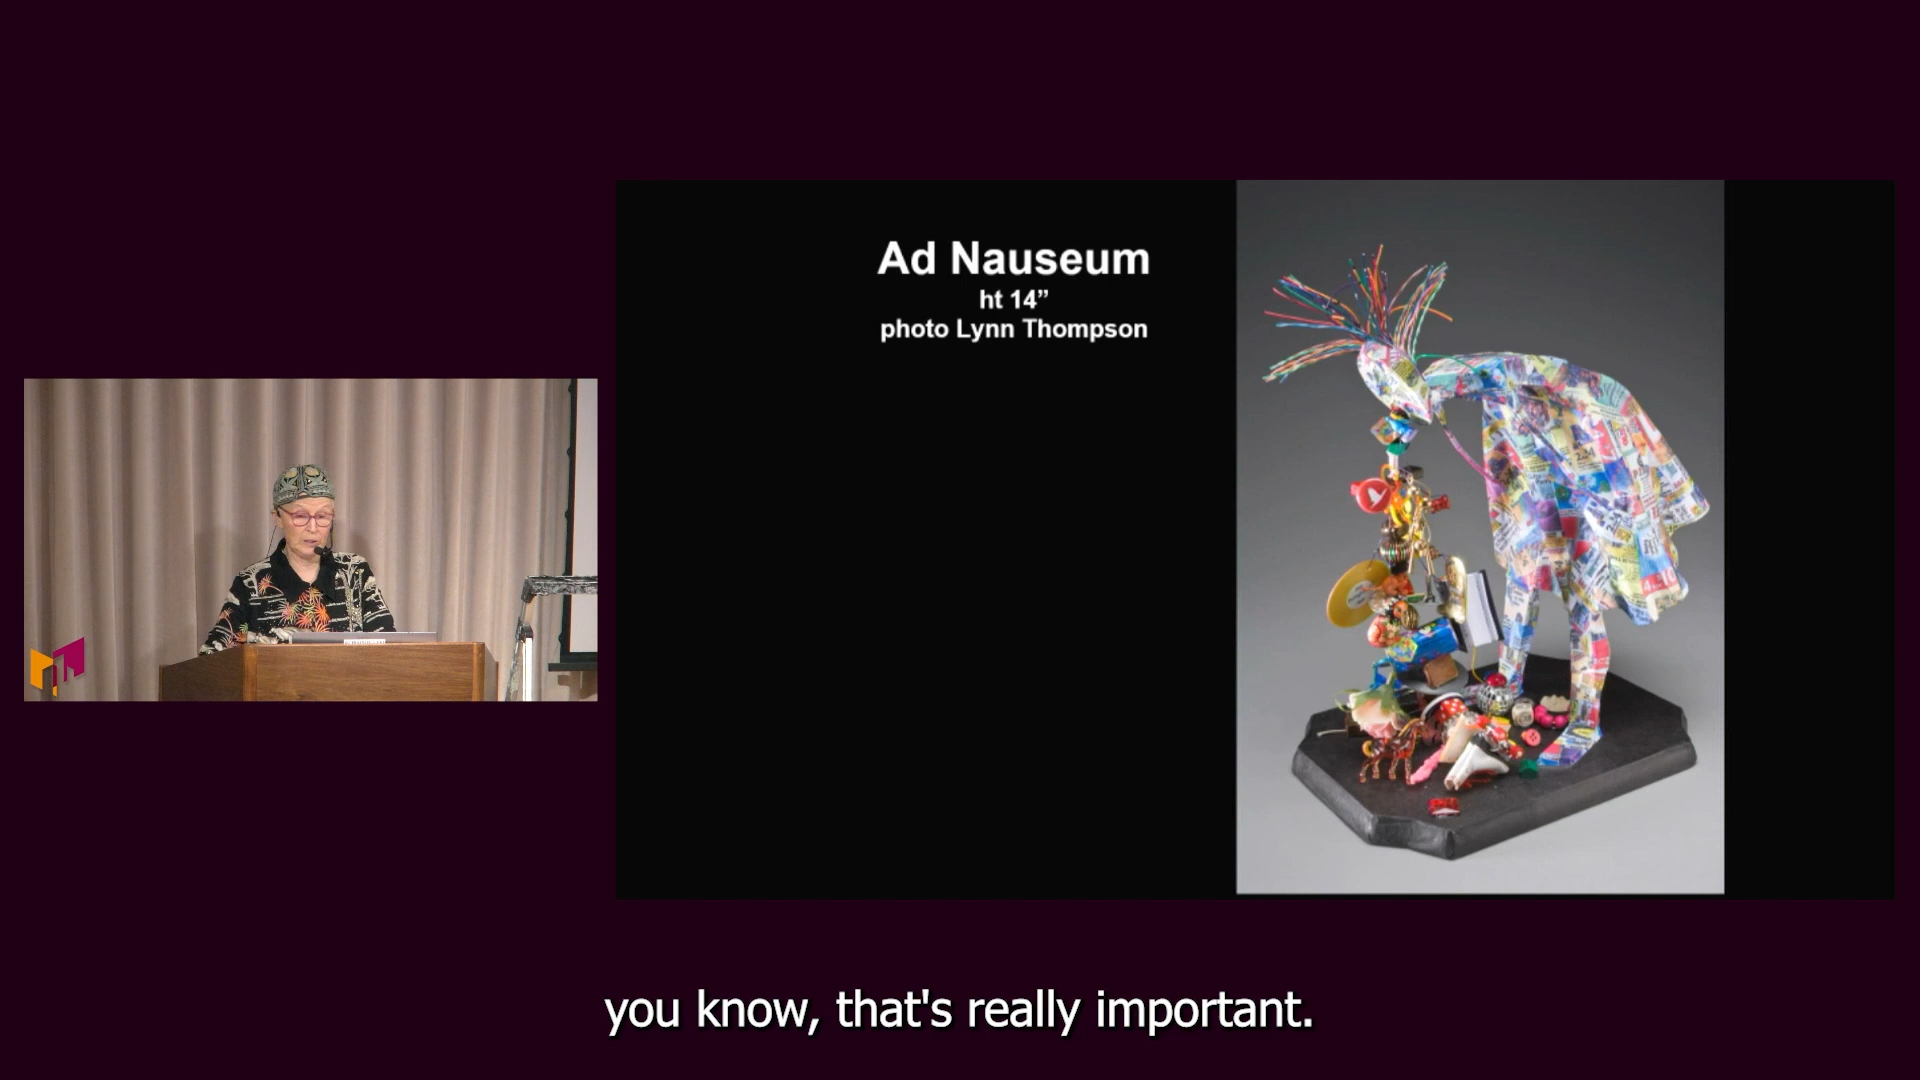 Ad Nauseum
ht 14”
photo Lynn Thompson
you know, that's really important.